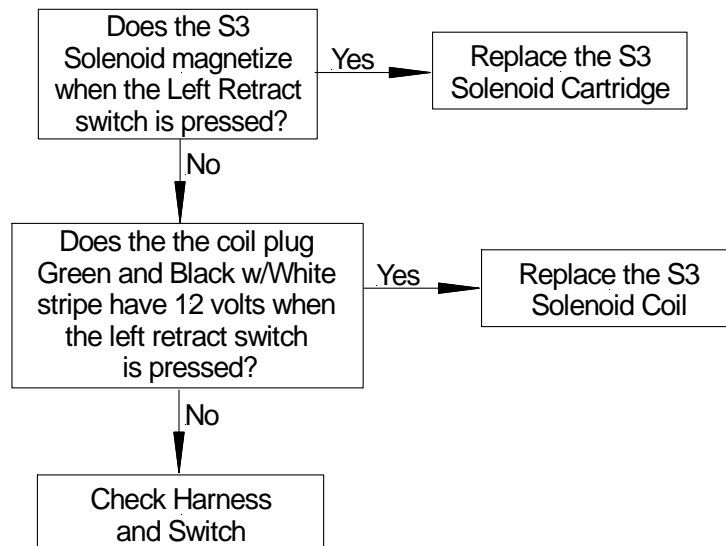 Does the S3
Solenoid magnetize
when the Left Retract
switch is pressed?
Yes
Replace the S3
Solenoid Cartridge
No
Does the the coil plug
Green and Black w/White
stripe have 12 volts when
the left retract switch
is pressed?
Yes
Replace the S3
Solenoid Coil
No
Check Harness
and Switch